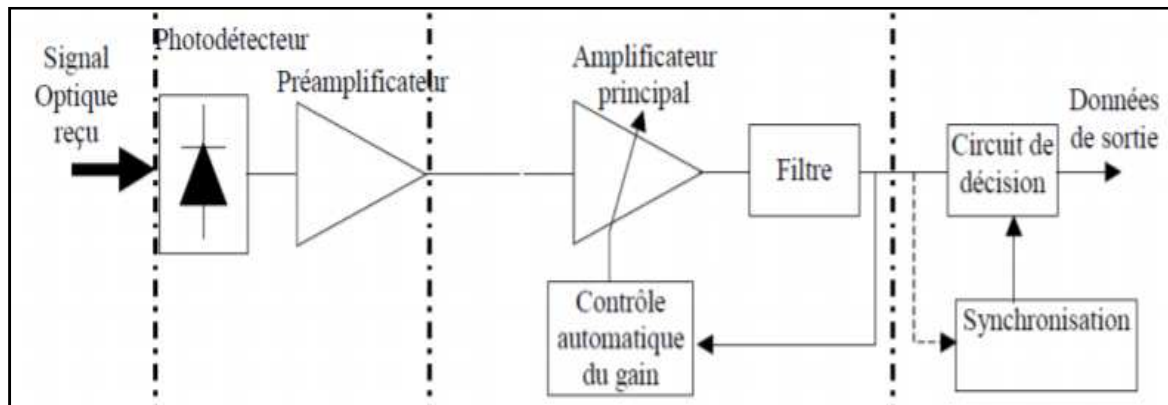 Signal
Optique
reçu
Photodétecteur
Préamplificateur
Amplificateur
principal
Contrôle
automatique
du gain
Filtre
Circuit de
décision
Données
de sortie
Synchronisation